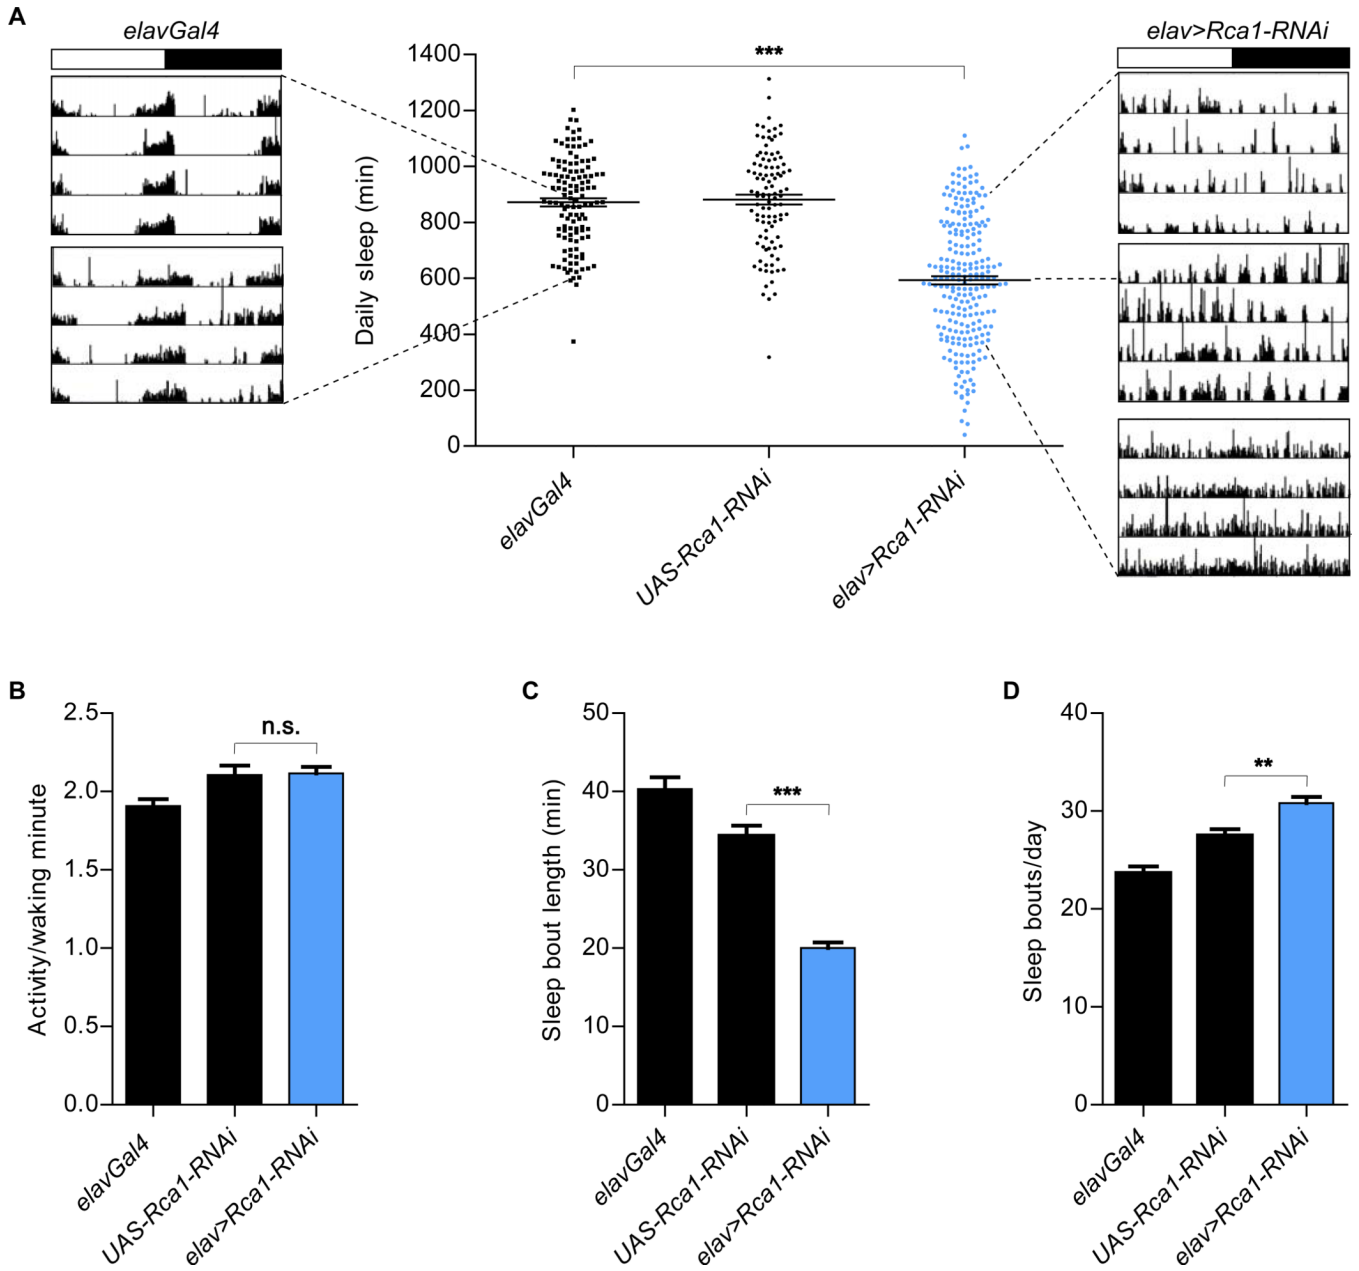 A
elavGal4
elav>Rca1-RNAi
***
Daily sleep (min)
1400
1200
1000
800
600
400
200
0
elavGal4
UAS-Rca1-RNAi
elav>Rca1-RNAi
B
Activity/waking minute
2.5
2.0
1.5
1.0
0.5
0.0
n.s.
elavGal4
UAS-Rca1-RNAi
elav>Rca1-RNAi
C
Sleep bout length (min)
50
40
30
20
10
0
***
elavGal4
UAS-Rca1-RNAi
elav>Rca1-RNAi
D
Sleep bouts/day
40
30
20
10
0
**
elavGal4
UAS-Rca1-RNAi
elav>Rca1-RNAi